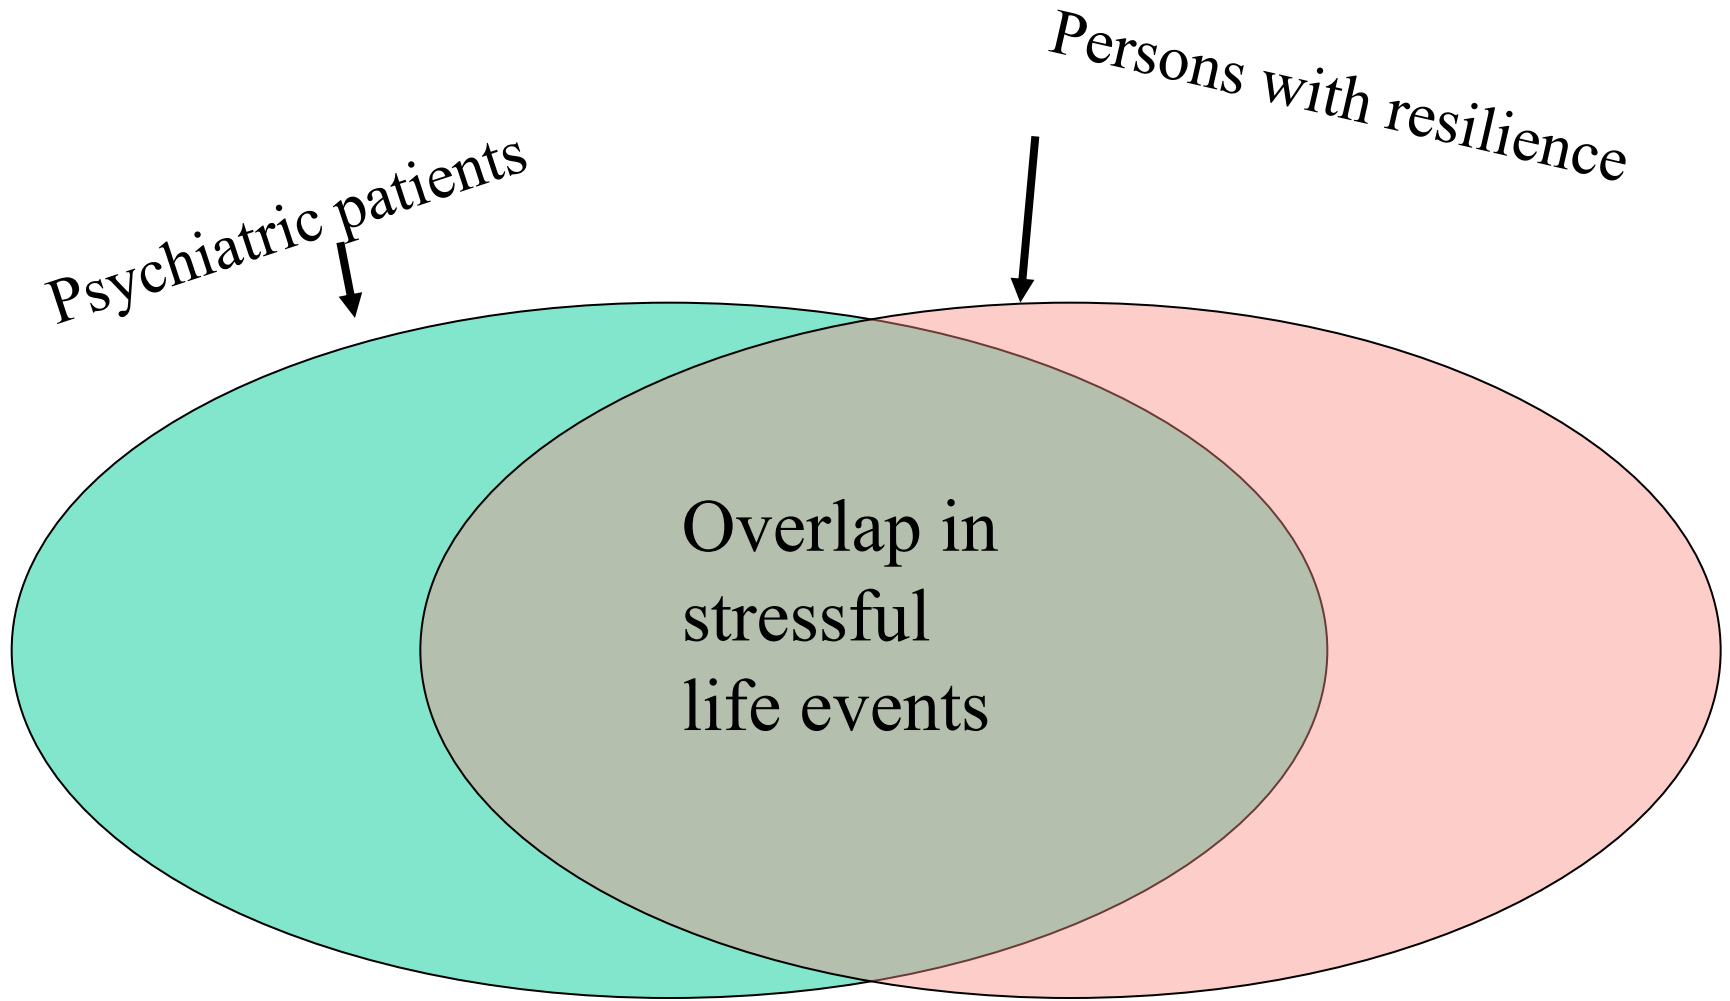 Psychiatric patients
Persons with resilience
Overlap in
stressful
life events